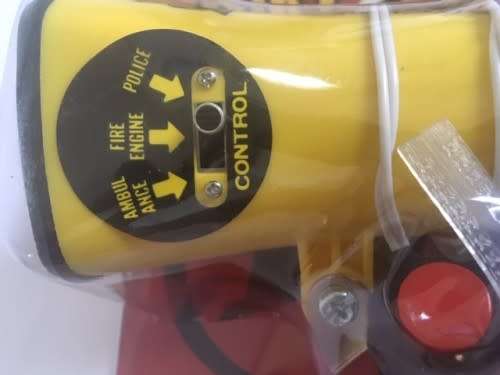 POLICE
FIRE
ENGINE
AMBUL
ANCE
CONTROL